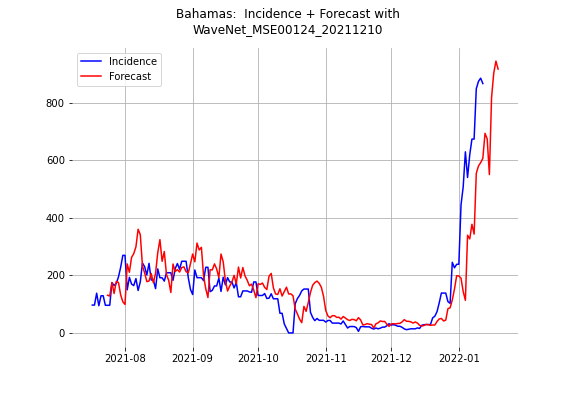 Bahamas:  Incidence + Forecast with
WaveNet_MSE00124_20211210
Incidence
Forecast
800
600
400
200
0
2021-08 2021-09 2021-10 2021-11 2021-12 2022-01